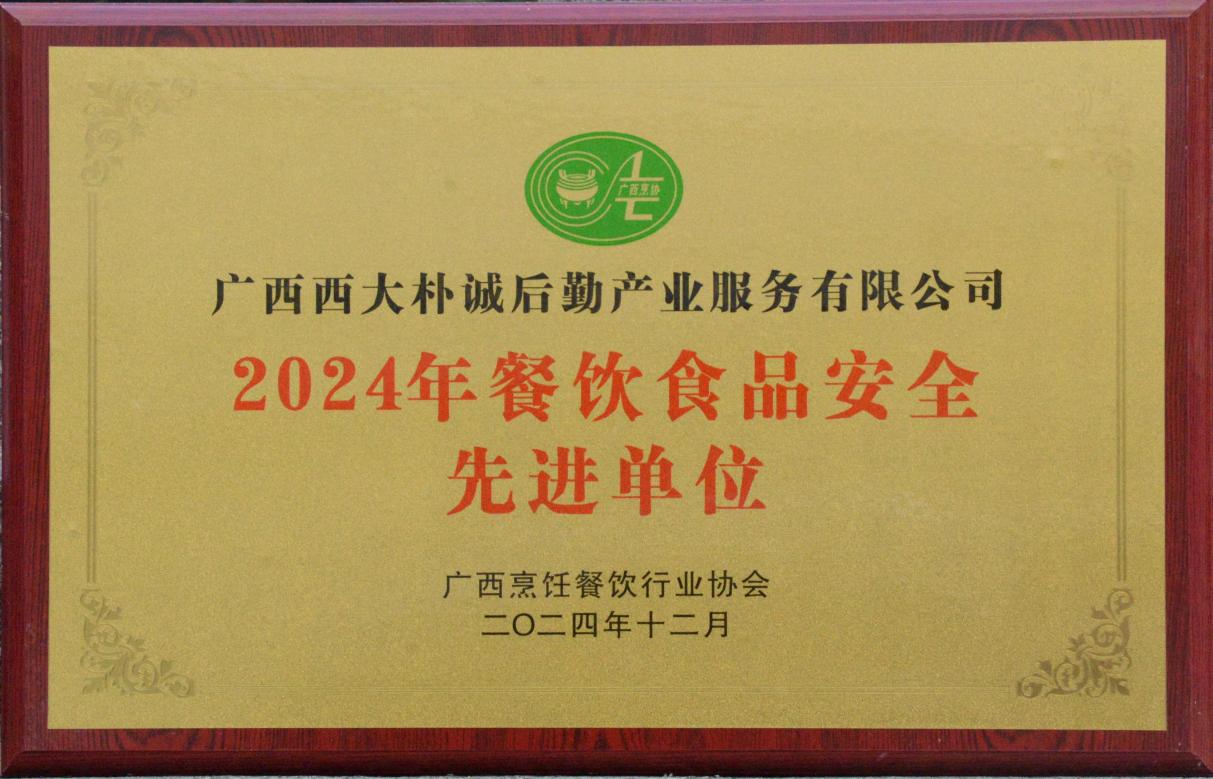 广西烹协
广西西大朴诚后勤产业服务有限公司
2024年餐饮食品安全
先进单位
广西烹饪餐饮行业协会
二〇二四年十二月